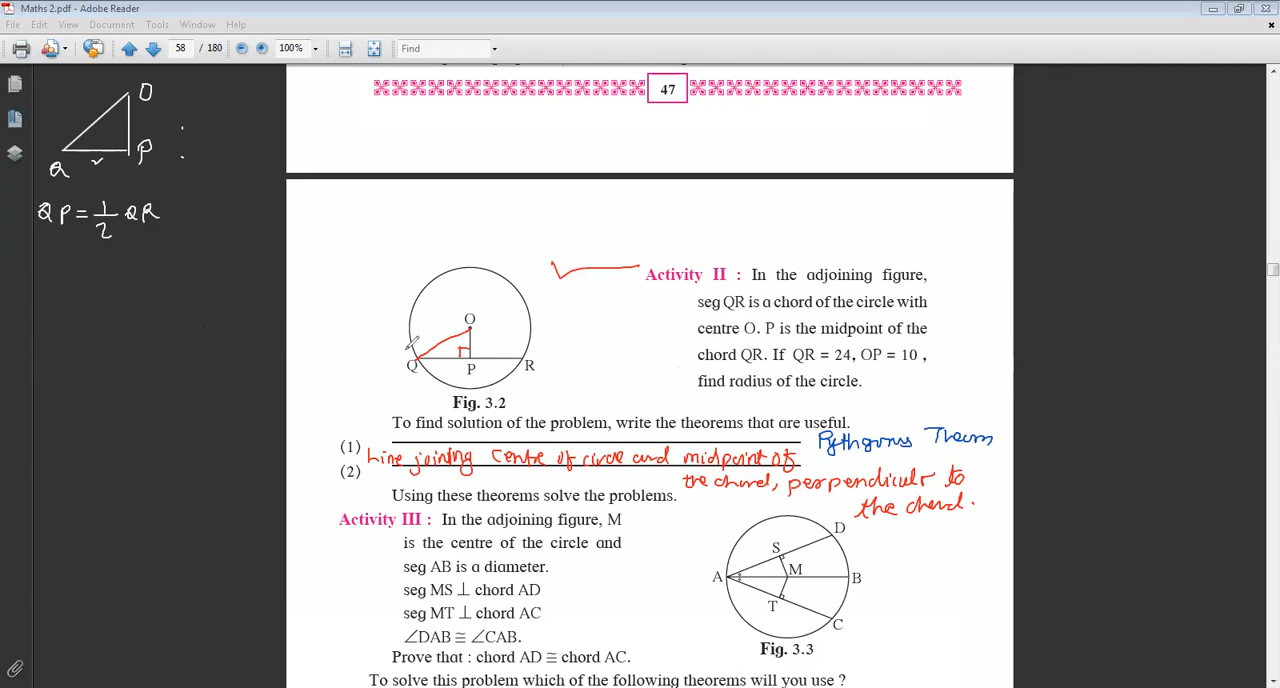 Maths 2.pdf - Adobe Reader
File Edit View Document Tools Window Help
58 / 180 100% Find
47
O
P
Q
QP = 1/2 QR
O
Q P R
Fig. 3.2
Activity II : In the adjoining figure,
seg QR is a chord of the circle with
centre O. P is the midpoint of the
chord QR. If QR = 24, OP = 10 ,
find radius of the circle.
To find solution of the problem, write the theorems that are useful.
(1)
Pythgorus Theorm
Line joining centre of circle and midpoint of
(2)
the chord, perpendiculr to
the chord.
Using these theorems solve the problems.
Activity III : In the adjoining figure, M
is the centre of the circle and
seg AB is a diameter.
seg MS ⊥ chord AD
seg MT ⊥ chord AC
∠DAB ≅ ∠CAB.
Prove that : chord AD ≅ chord AC.
D
S
A M B
T
C
Fig. 3.3
To solve this problem which of the following theorems will you use ?